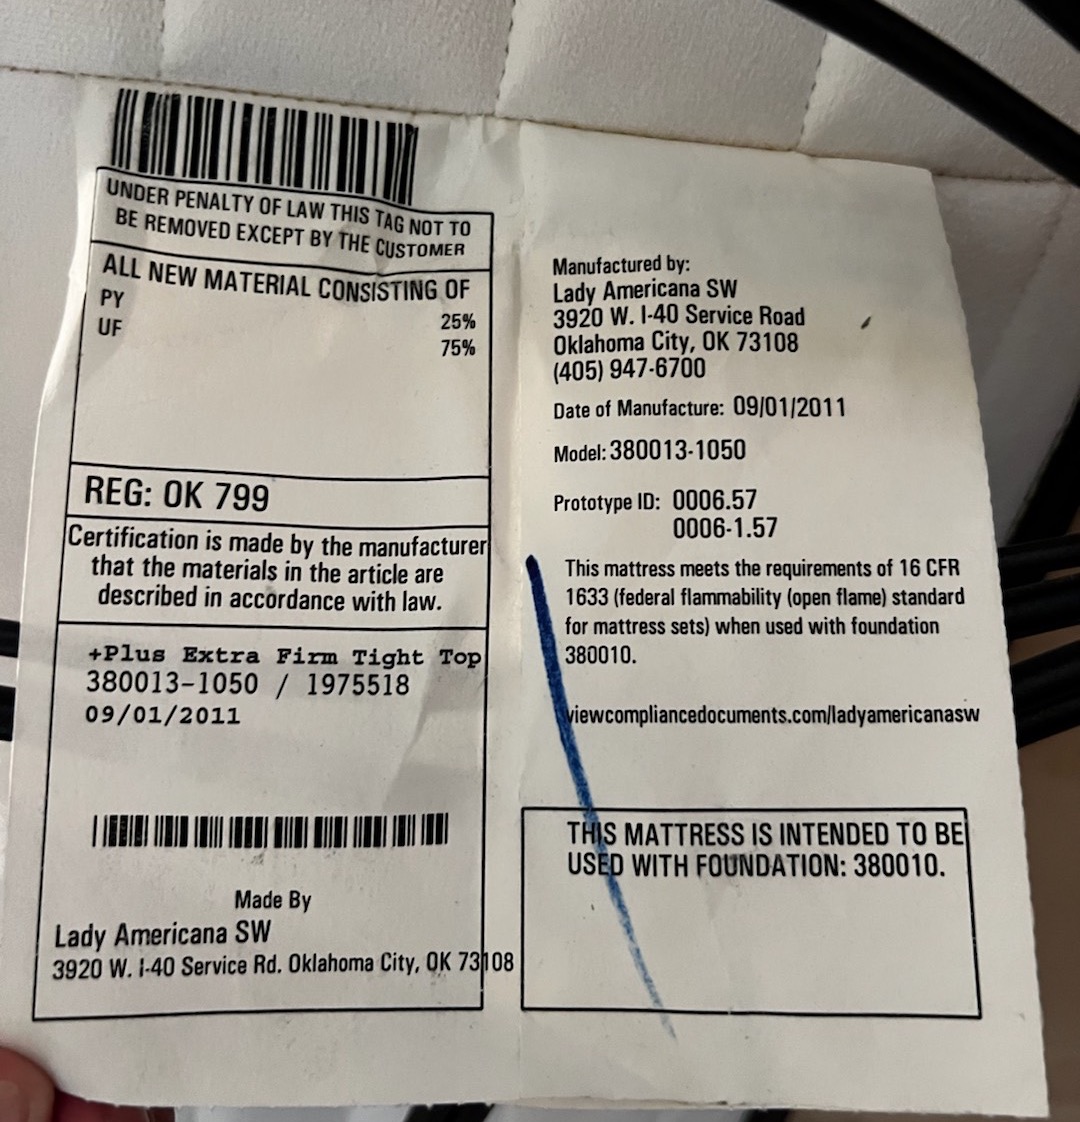 UNDER PENALTY OF LAW THIS TAG NOT TO
BE REMOVED EXCEPT BY THE CUSTOMER
ALL NEW MATERIAL CONSISTING OF
PY 25%
UF 75%
REG: OK 799
Certification is made by the manufacturer
that the materials in the article are
described in accordance with law.
+Plus Extra Firm Tight Top
380013-1050 / 1975518
09/01/2011
Made By
Lady Americana SW
3920 W. I-40 Service Rd. Oklahoma City, OK 73108
Manufactured by:
Lady Americana SW
3920 W. I-40 Service Road
Oklahoma City, OK 73108
(405) 947-6700
Date of Manufacture: 09/01/2011
Model: 380013-1050
Prototype ID: 0006.57
0006-1.57
This mattress meets the requirements of 16 CFR
1633 (federal flammability (open flame) standard
for mattress sets) when used with foundation
380010.
viewcompliancedocuments.com/ladyamericanasw
THIS MATTRESS IS INTENDED TO BE
USED WITH FOUNDATION: 380010.